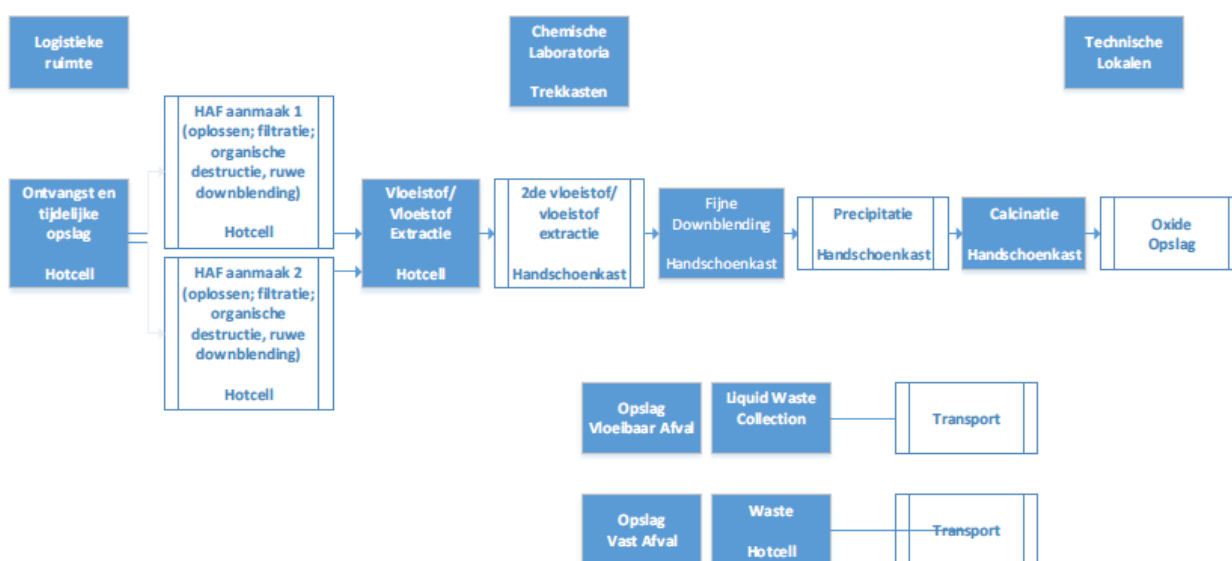 Logistieke
ruimte
Chemische
Laboratoria
Trekkasten
Technische
Lokalen
HAF aanmaak 1
(oplossen; filtratie;
organische
destructie, ruwe
downblending)
Hotcell
Ontvangst en
tijdelijke
opslag
Hotcell
HAF aanmaak 2
(oplossen; filtratie;
organische
destructie, ruwe
downblending)
Hotcell
Vloeistof/
Vloeistof
Extractie
Hotcell
2de vloeistof/
vloeistof
extractie
Handschoenkast
Fijne
Downblending
Handschoenkast
Precipitatie
Handschoenkast
Calcinatie
Handschoenkast
Oxide
Opslag
Opslag
Vloeibaar Afval
Liquid Waste
Collection
Transport
Opslag
Vast Afval
Waste
Hotcell
Transport